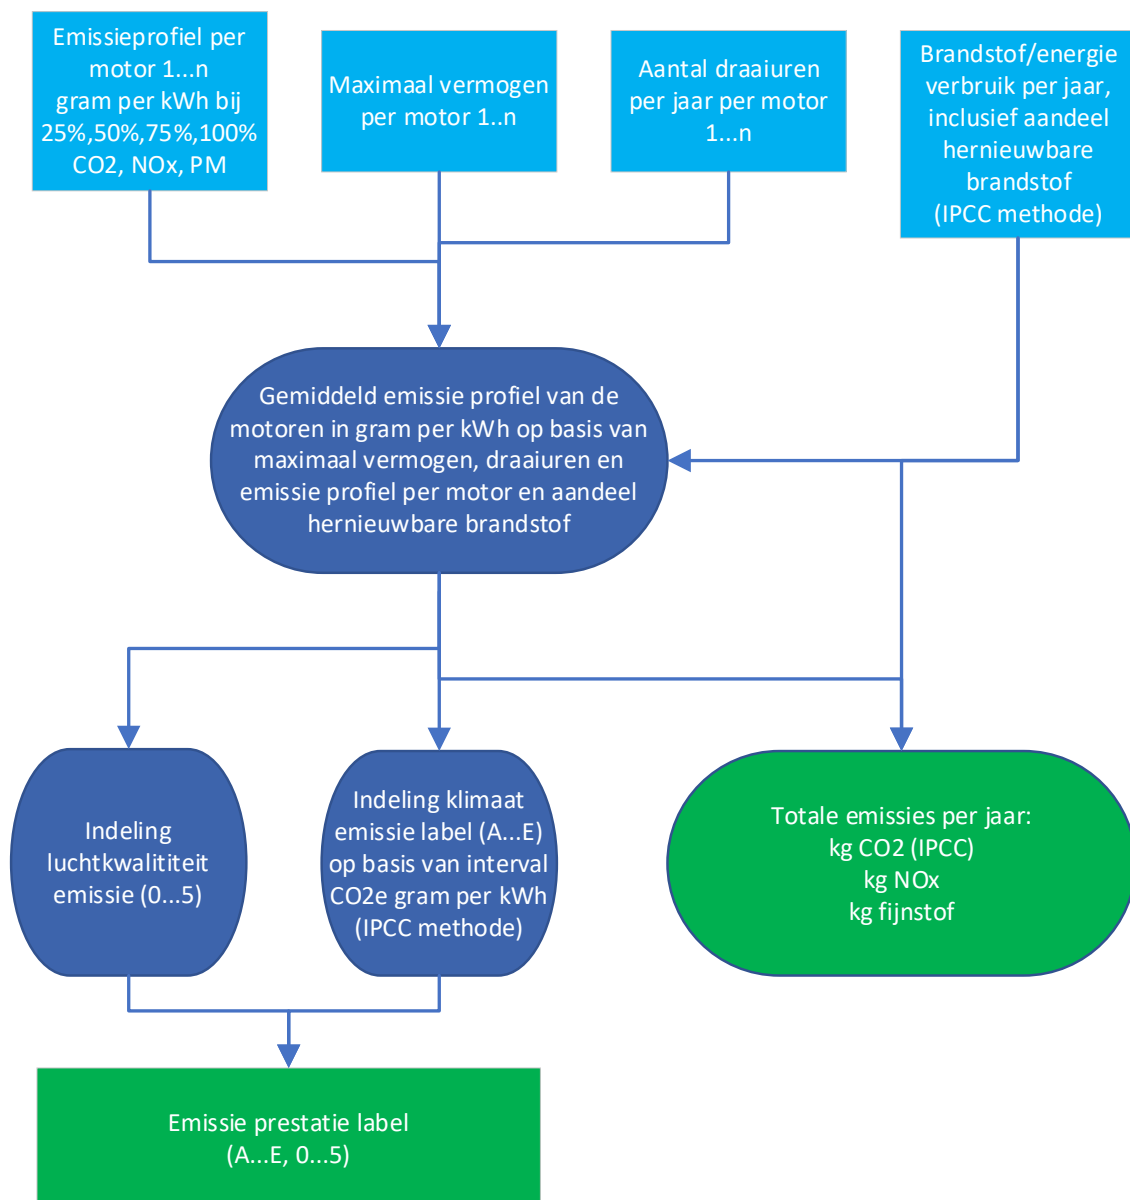 Emissieprofiel per
motor 1...n
gram per kWh bij
25%,50%,75%,100%
CO2, NOx, PM
Maximaal vermogen
per motor 1..n
Aantal draaiuren
per jaar per motor
1...n
Brandstof/energie
verbruik per jaar,
inclusief aandeel
hernieuwbare
brandstof
(IPCC methode)
Gemiddeld emissie profiel van de
motoren in gram per kWh op basis van
maximaal vermogen, draaiuren en
emissie profiel per motor en aandeel
hernieuwbare brandstof
Indeling
luchtkwalititeit
emissie (0...5)
Indeling klimaat
emissie label (A...E)
op basis van interval
CO2e gram per kWh
(IPCC methode)
Totale emissies per jaar:
kg CO2 (IPCC)
kg NOx
kg fijnstof
Emissie prestatie label
(A...E, 0...5)